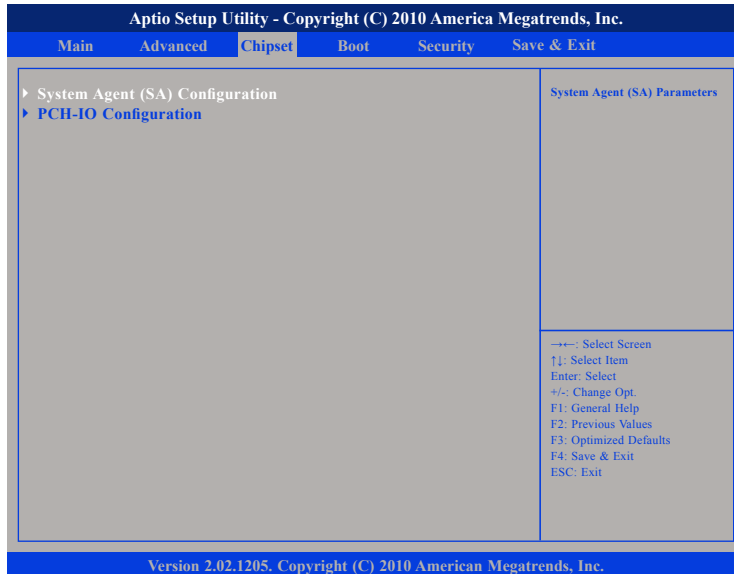 Aptio Setup Utility - Copyright (C) 2010 America Megatrends, Inc.
Main Advanced Chipset Boot Security Save & Exit
System Agent (SA) Configuration
PCH-IO Configuration
System Agent (SA) Parameters
→←: Select Screen
↑↓: Select Item
Enter: Select
+/-: Change Opt.
F1: General Help
F2: Previous Values
F3: Optimized Defaults
F4: Save & Exit
ESC: Exit
Version 2.02.1205. Copyright (C) 2010 American Megatrends, Inc.